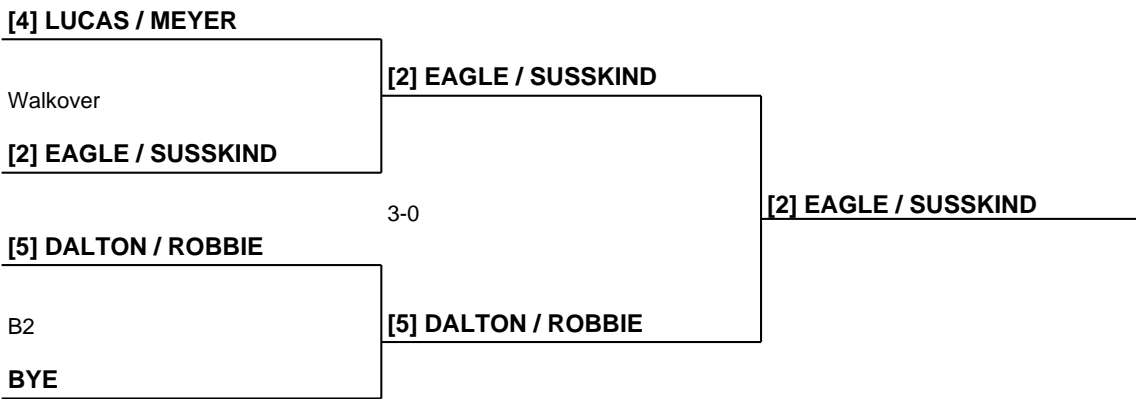 [4] LUCAS / MEYER
[2] EAGLE / SUSSKIND
Walkover
[2] EAGLE / SUSSKIND
[2] EAGLE / SUSSKIND
3-0
[5] DALTON / ROBBIE
B2
[5] DALTON / ROBBIE
BYE